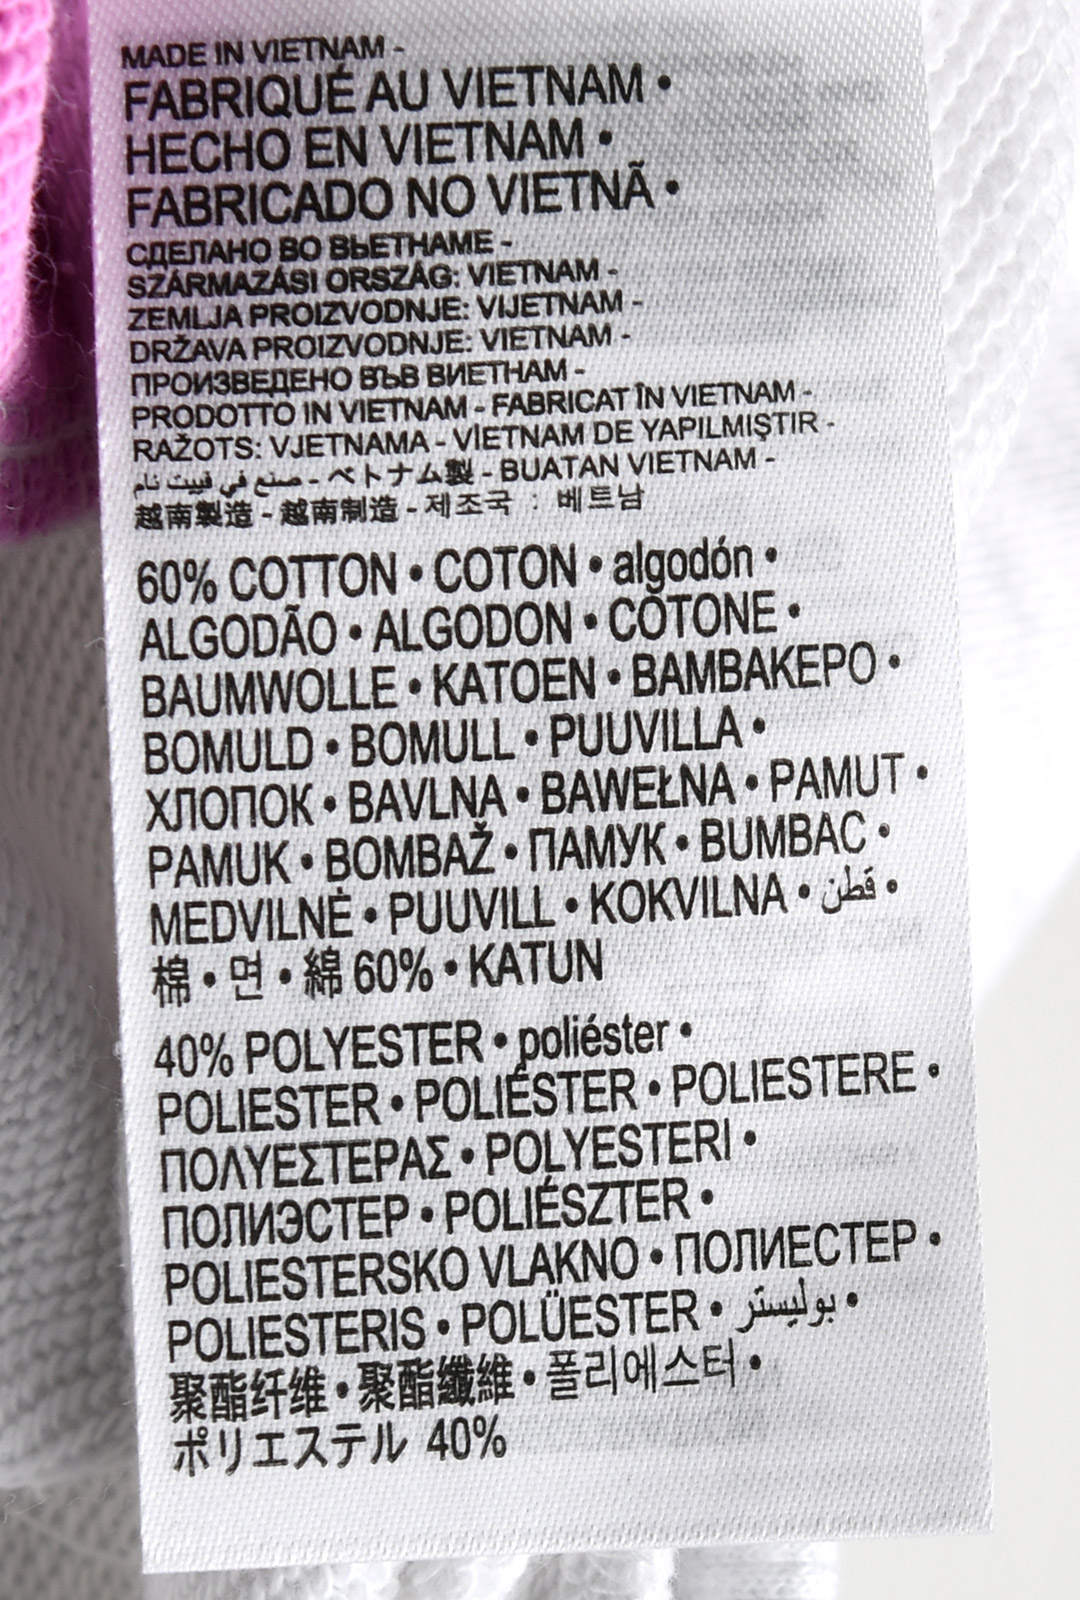 MADE IN VIETNAM -
FABRIQUÉ AU VIETNAM •
HECHO EN VIETNAM •
FABRICADO NO VIETNÃ •
СДЕЛАНО ВО ВЬЕТНАМЕ -
SZÁRMAZÁSI ORSZÁG: VIETNAM -
ZEMLJA PROIZVODNJE: VIJETNAM -
DRŽAVA PROIZVODNJE: VIETNAM -
ПРОИЗВЕДЕНО ВЪВ ВИЕТНАМ -
PRODOTTO IN VIETNAM - FABRICAT ÎN VIETNAM -
RAŽOTS: VJETNAMA - VİETNAM DE YAPILMIŞTIR -
صنع في فييت نام - ベトナム製 - BUATAN VIETNAM -
越南製造 - 越南制造 - 제조국 : 베트남
60% COTTON • COTON • algodón •
ALGODÃO • ALGODON • COTONE •
BAUMWOLLE • KATOEN • ΒΑΜΒΑΚΕΡΟ •
BOMULD • BOMULL • PUUVILLA •
ХЛОПОК • BAVLNA • BAWEŁNA • PAMUT •
PAMUK • BOMBAŽ • ПАМУК • BUMBAC •
MEDVILNĖ • PUUVILL • KOKVILNA • قطن •
棉 • 면 • 綿 60% • KATUN
40% POLYESTER • poliéster •
POLIESTER • POLIÉSTER • POLIESTERE •
ΠΟΛΥΕΣΤΕΡΑΣ • POLYESTERI •
ПОЛИЭСТЕР • POLIÉSZTER •
POLIESTERSKO VLAKNO • ПОЛИЕСТЕР •
POLIESTERIS • POLÜESTER • بوليستر •
聚酯纤维 • 聚酯纖維 • 폴리에스터 •
ポリエステル 40%